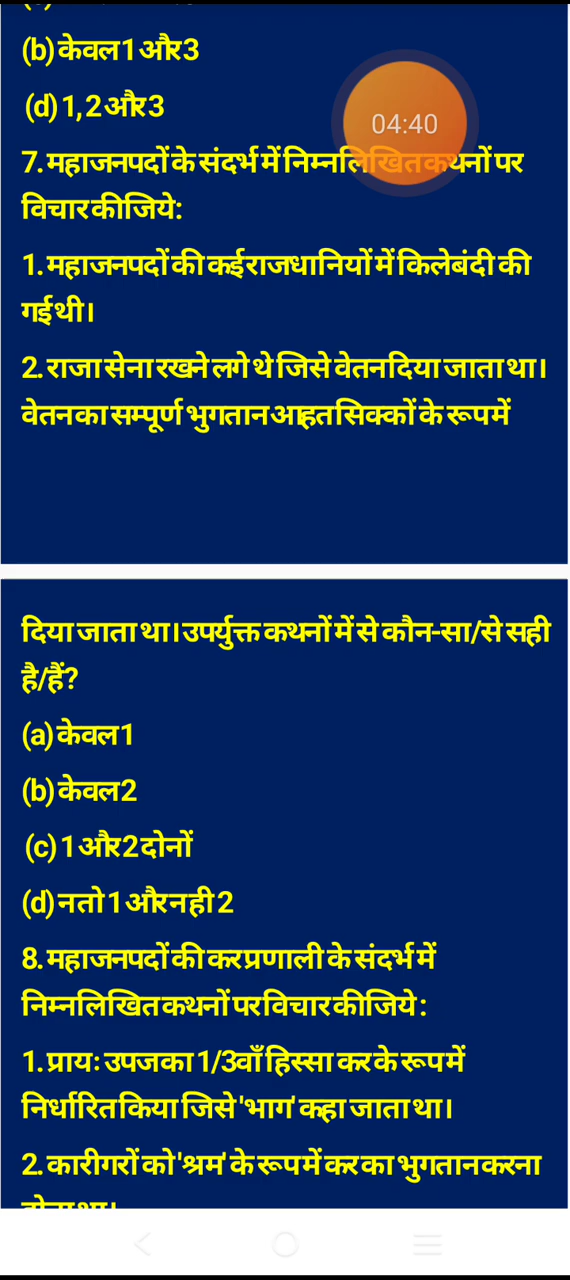 (b) केवल 1 और 3
(d) 1, 2 और 3
04:40
7. महाजनपदों के संदर्भ में निम्नलिखित कथनों पर
विचार कीजिये:
1. महाजनपदों की कई राजधानियों में किलेबंदी की
गई थी।
2. राजा सेना रखने लगे थे जिसे वेतन दिया जाता था।
वेतन का सम्पूर्ण भुगतान आहत सिक्कों के रूप में
दिया जाता था। उपर्युक्त कथनों में से कौन-सा/से सही
है/हैं?
(a) केवल 1
(b) केवल 2
(c) 1 और 2 दोनों
(d) न तो 1 और न ही 2
8. महाजनपदों की कर प्रणाली के संदर्भ में
निम्नलिखित कथनों पर विचार कीजिये :
1. प्रायः उपज का 1/3वाँ हिस्सा कर के रूप में
निर्धारित किया जिसे 'भाग' कहा जाता था।
2. कारीगरों को 'श्रम' के रूप में कर का भुगतान करना